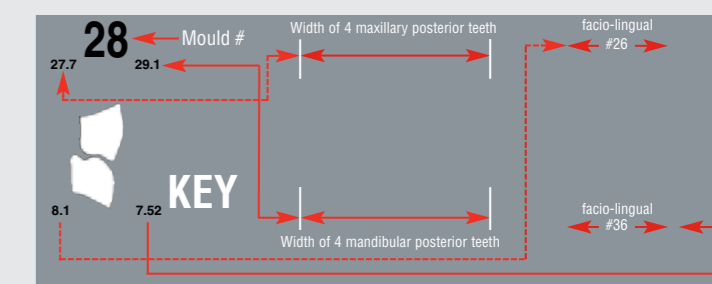 28 Mould #
27.7 29.1
Width of 4 maxillary posterior teeth
facio-lingual
#26
KEY
8.1 7.52
Width of 4 mandibular posterior teeth
facio-lingual
#36